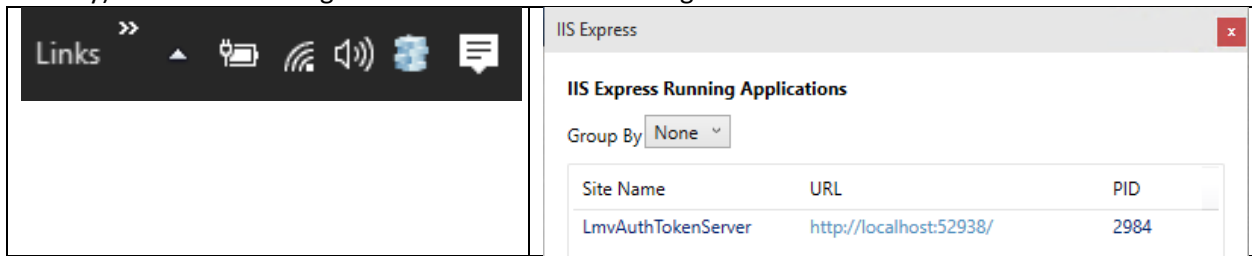 Links
IIS Express
x
IIS Express Running Applications
Group By None
Site Name URL PID
LmvAuthTokenServer http://localhost:52938/ 2984